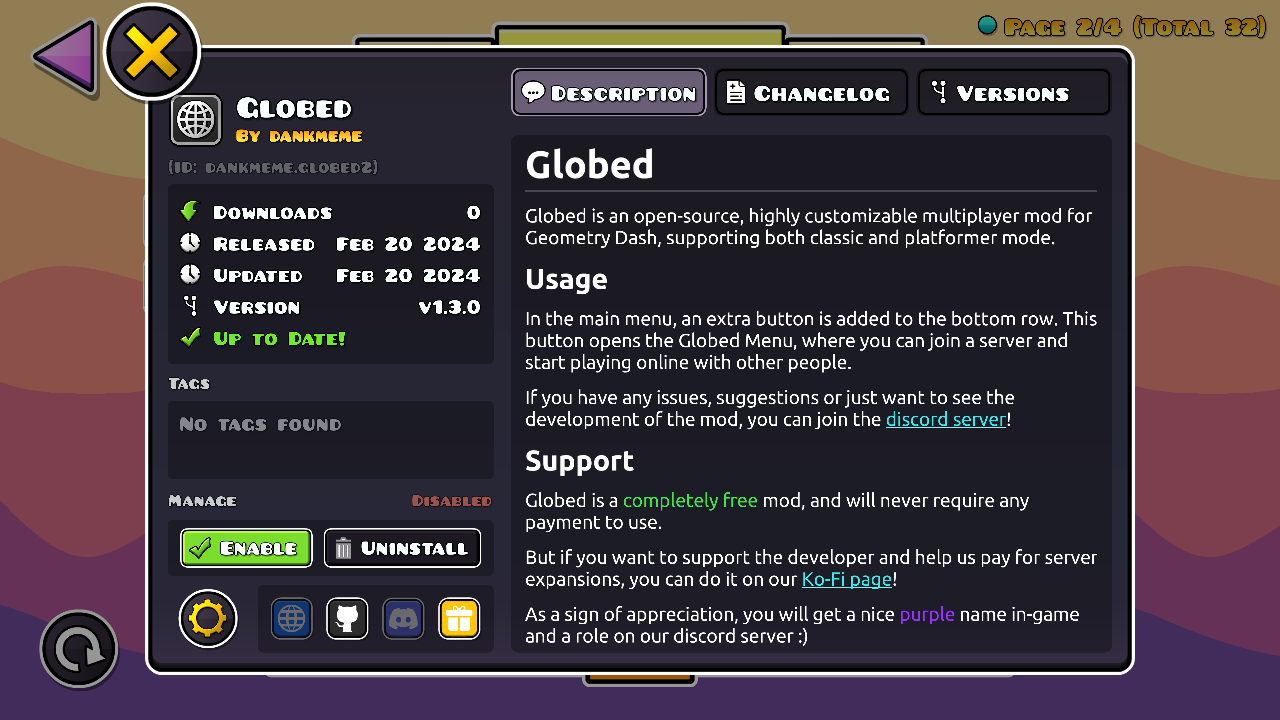 Page 2/4 (Total 32)
Globed
By dankmeme
(ID: dankmeme.globed2)
Downloads 0
Released Feb 20 2024
Updated Feb 20 2024
Version v1.3.0
Up to Date!
Tags
No tags found
Manage Disabled
Enable Uninstall
Description Changelog Versions
Globed
Globed is an open-source, highly customizable multiplayer mod for
Geometry Dash, supporting both classic and platformer mode.
Usage
In the main menu, an extra button is added to the bottom row. This
button opens the Globed Menu, where you can join a server and
start playing online with other people.
If you have any issues, suggestions or just want to see the
development of the mod, you can join the discord server!
Support
Globed is a completely free mod, and will never require any
payment to use.
But if you want to support the developer and help us pay for server
expansions, you can do it on our Ko-Fi page!
As a sign of appreciation, you will get a nice purple name in-game
and a role on our discord server :)